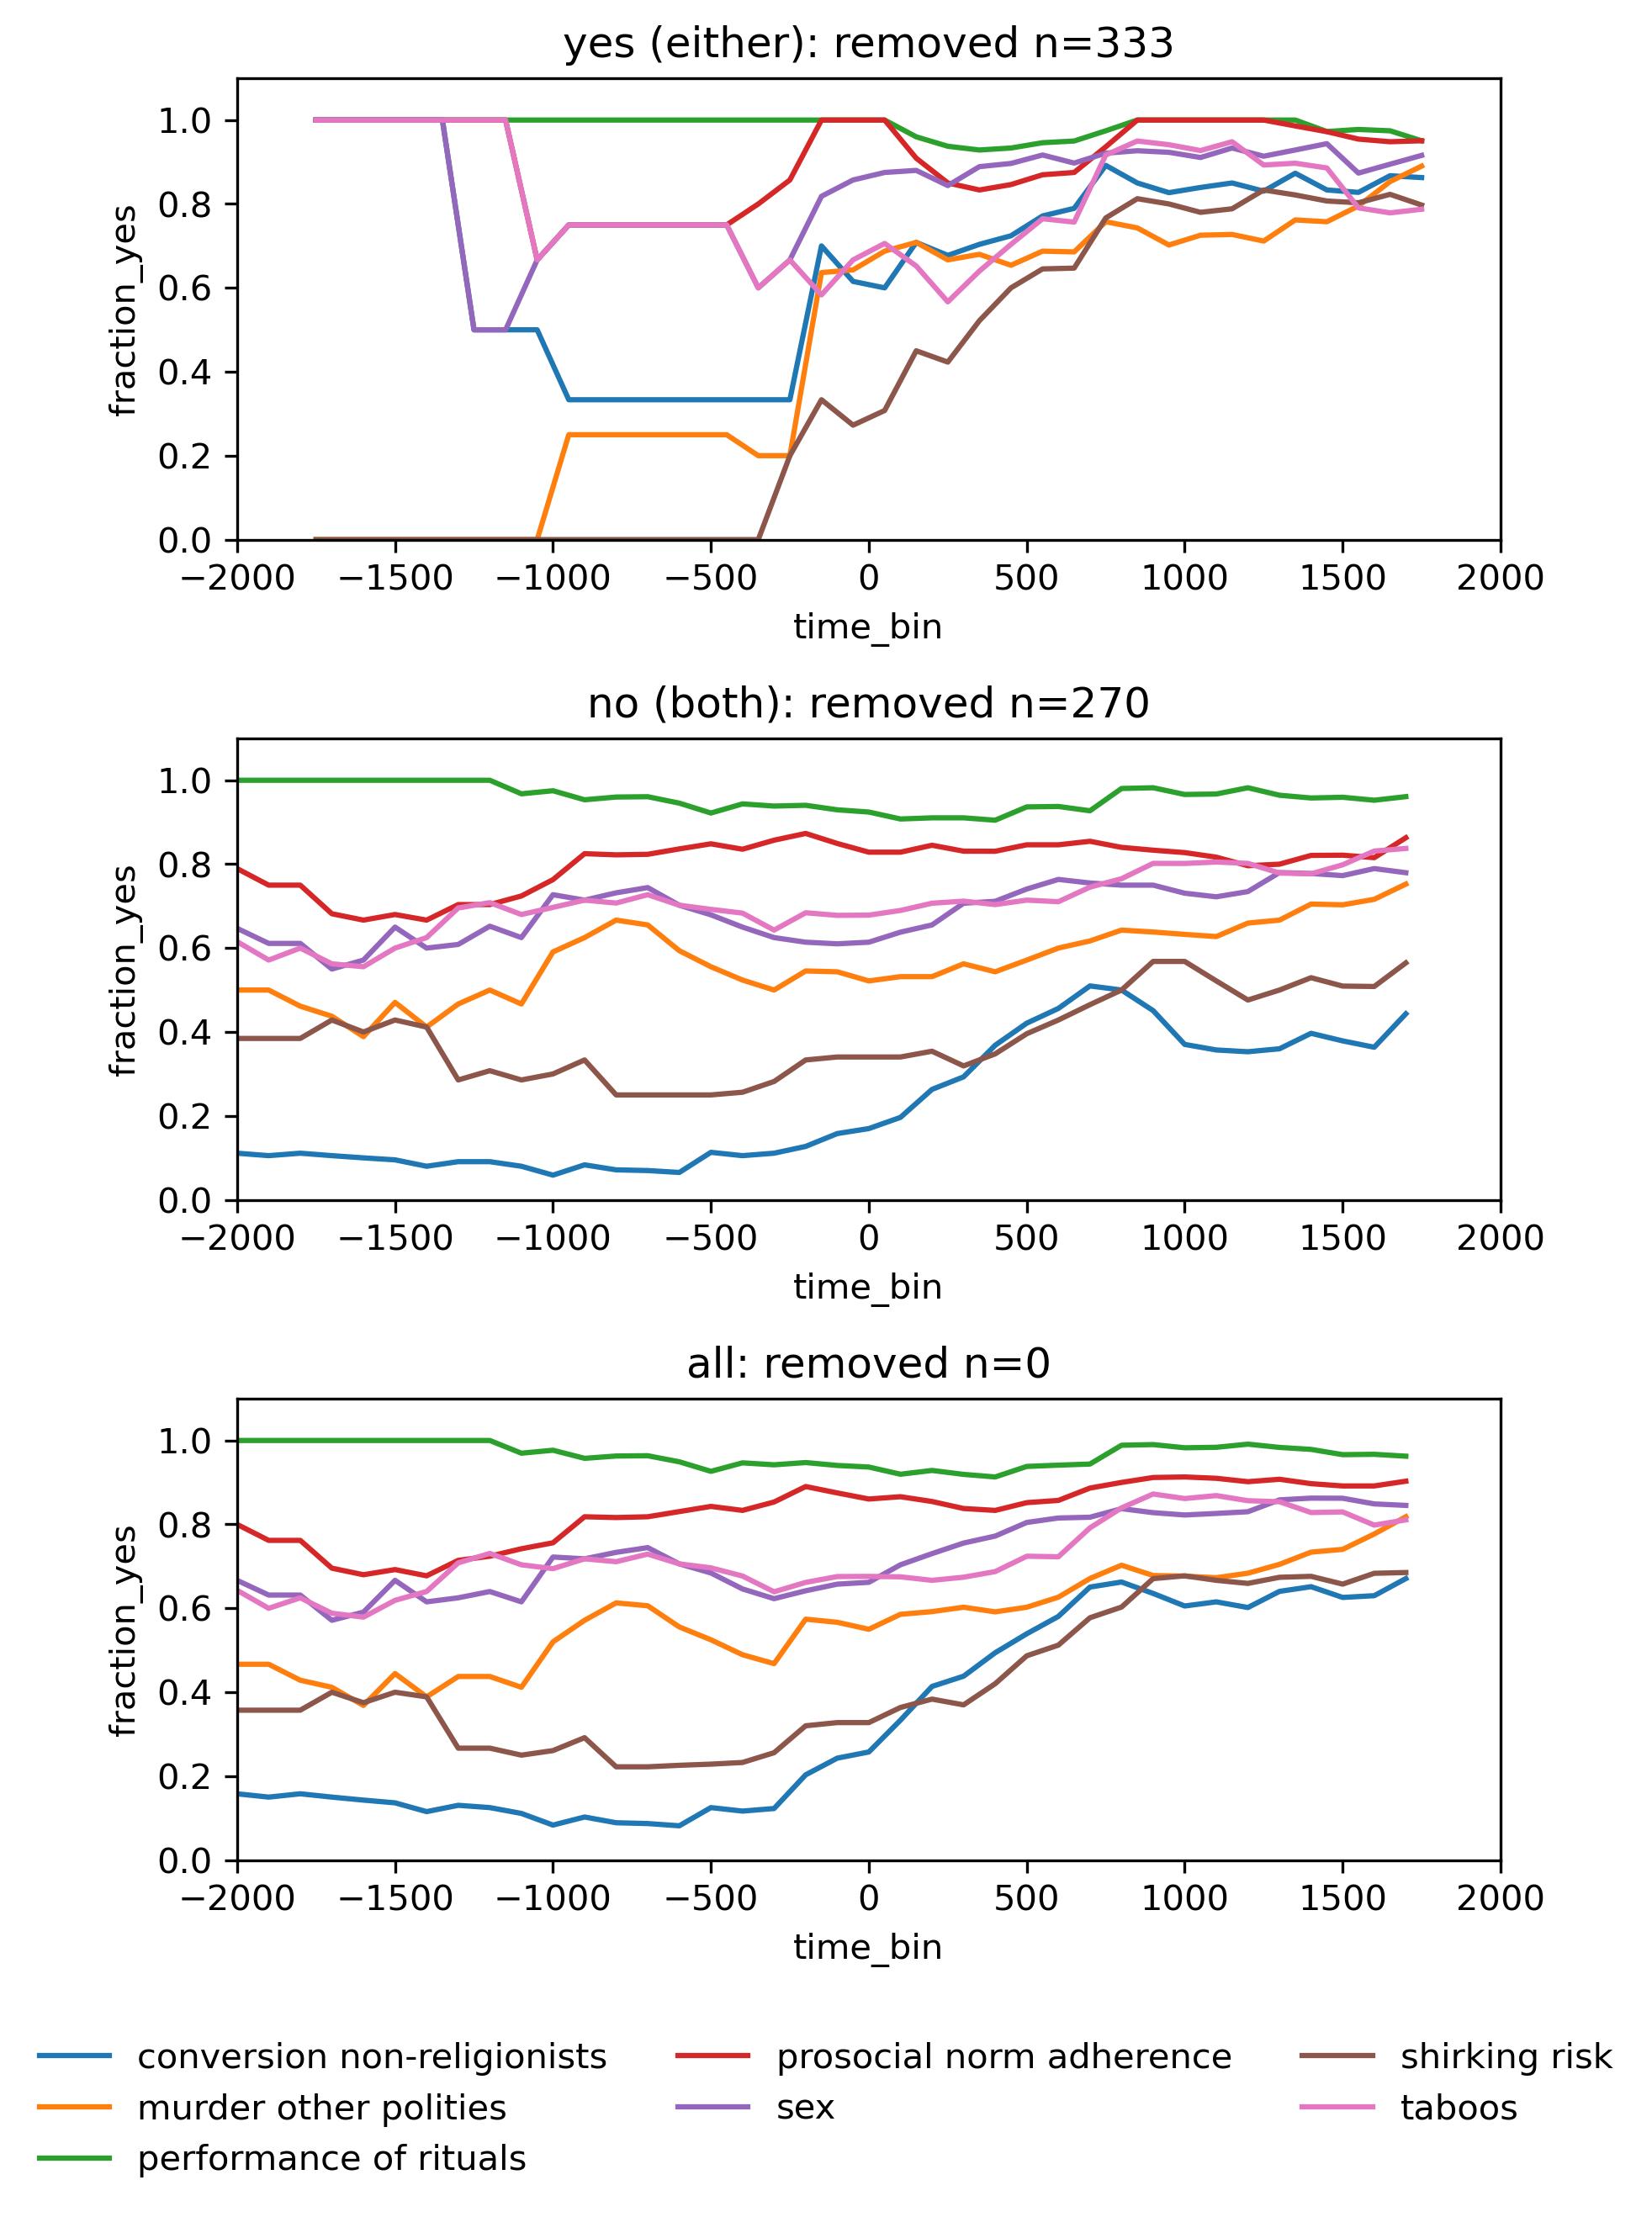 yes (either): removed n=333
1.0
0.8
0.6
0.4
0.2
0.0
fraction_yes
−2000 −1500 −1000 −500 0 500 1000 1500 2000
time_bin
no (both): removed n=270
1.0
0.8
0.6
0.4
0.2
0.0
fraction_yes
−2000 −1500 −1000 −500 0 500 1000 1500 2000
time_bin
all: removed n=0
1.0
0.8
0.6
0.4
0.2
0.0
fraction_yes
−2000 −1500 −1000 −500 0 500 1000 1500 2000
time_bin
conversion non-religionists
murder other polities
performance of rituals
prosocial norm adherence
sex
shirking risk
taboos